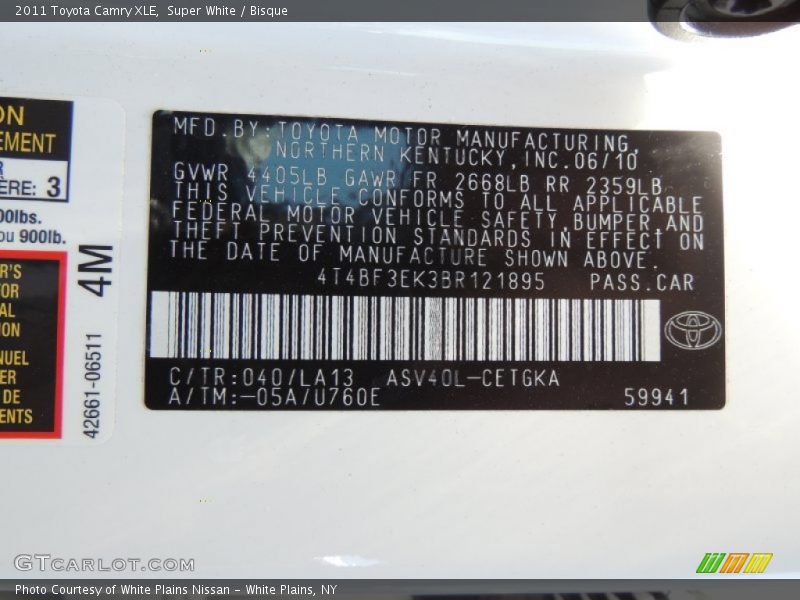 2011 Toyota Camry XLE, Super White / Bisque
ON
EMENT
ERE: 3
00lbs.
ou 900lb.
4M
42661-06511
R'S
TOR
AL
ION
NUEL
ER
DE
ENTS
MFD.BY:TOYOTA MOTOR MANUFACTURING,
NORTHERN KENTUCKY,INC.06/10
GVWR 4405LB GAWR FR 2668LB RR 2359LB
THIS VEHICLE CONFORMS TO ALL APPLICABLE
FEDERAL MOTOR VEHICLE SAFETY,BUMPER,AND
THEFT PREVENTION STANDARDS IN EFFECT ON
THE DATE OF MANUFACTURE SHOWN ABOVE.
4T4BF3EK3BR121895 PASS.CAR
C/TR:040/LA13 ASV40L-CETGKA
A/TM:-05A/U760E 59941
GTCARLOT.COM
Photo Courtesy of White Plains Nissan - White Plains, NY